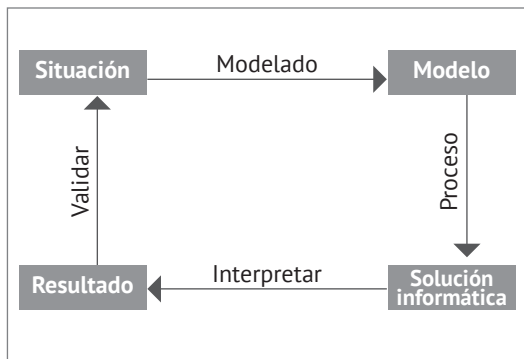 Situación
Modelado
Modelo
Validar
Proceso
Resultado
Interpretar
Solución
informática